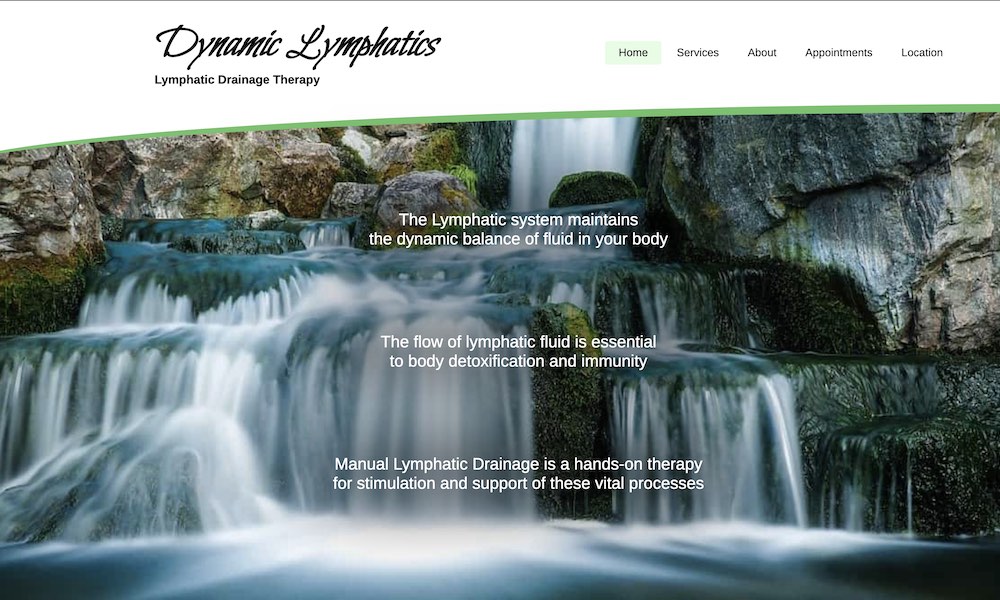 Dynamic Lymphatics
Lymphatic Drainage Therapy
Home Services About Appointments Location
The Lymphatic system maintains
the dynamic balance of fluid in your body
The flow of lymphatic fluid is essential
to body detoxification and immunity
Manual Lymphatic Drainage is a hands-on therapy
for stimulation and support of these vital processes